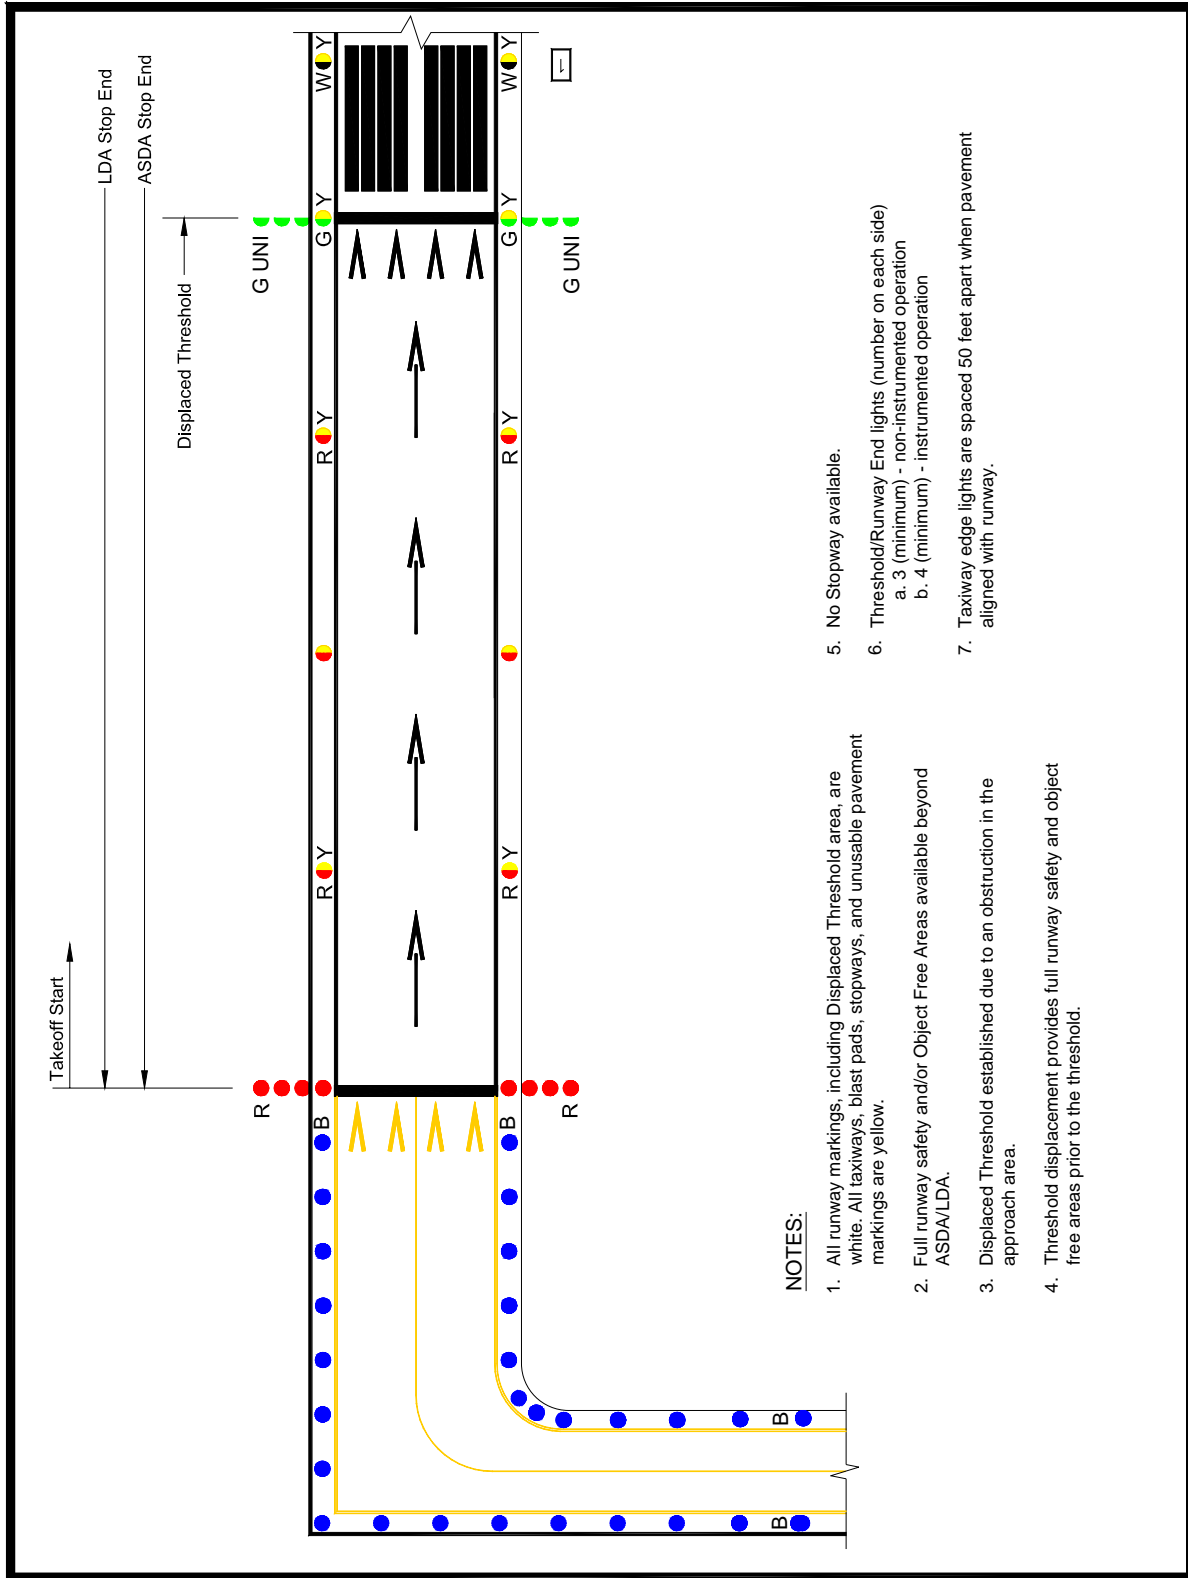 LDA Stop End
ASDA Stop End
Takeoff Start
Displaced Threshold
R
G UNI
B
R Y
R Y
G Y
W Y
B
R Y
R Y
G Y
W Y
R
G UNI
B
B
NOTES:
1. All runway markings, including Displaced Threshold area, are
white. All taxiways, blast pads, stopways, and unusable pavement
markings are yellow.
2. Full runway safety and/or Object Free Areas available beyond
ASDA/LDA.
3. Displaced Threshold established due to an obstruction in the
approach area.
4. Threshold displacement provides full runway safety and object
free areas prior to the threshold.
5. No Stopway available.
6. Threshold/Runway End lights (number on each side)
a. 3 (minimum) - non-instrumented operation
b. 4 (minimum) - instrumented operation
7. Taxiway edge lights are spaced 50 feet apart when pavement
aligned with runway.